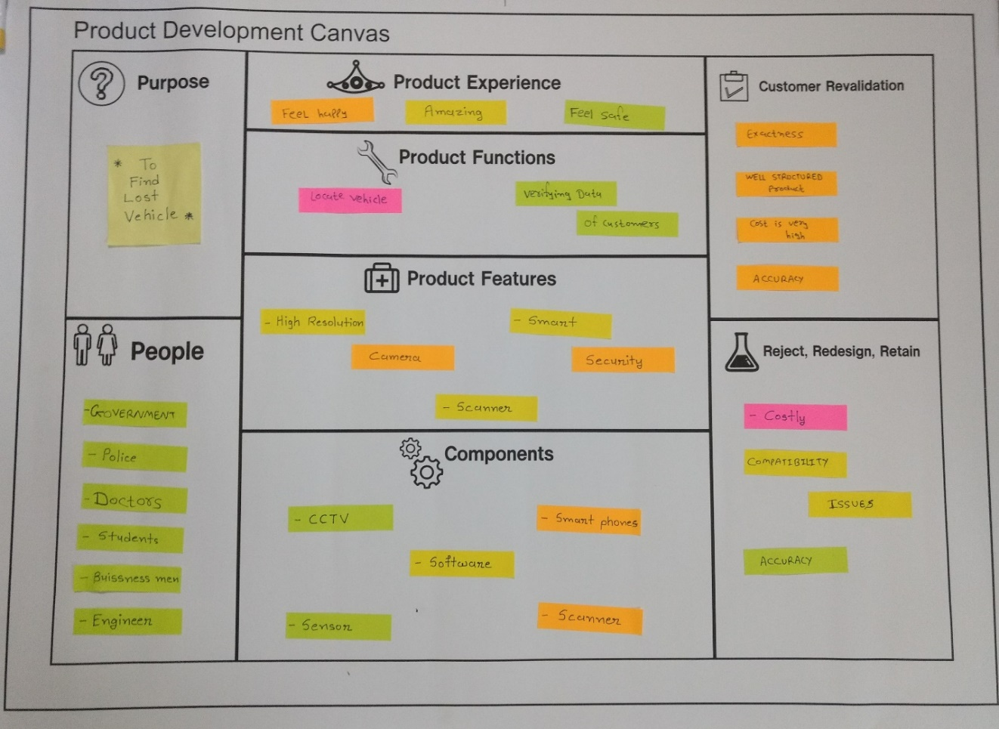 Product Development Canvas
Purpose
* To
Find
Lost
Vehicle *
People
-GOVERNMENT
- Police
- Doctors
- Students
- Buissness men
- Engineer
Product Experience
Feel happy
Amazing
Feel safe
Product Functions
Locate vehicle
Verifying Data
of customers
Product Features
- High Resolution
Camera
- Smart
Security
- Scanner
Components
- CCTV
- Smart phones
- Software
- Sensor
- Scanner
Customer Revalidation
Exactness
WELL STRUCTURED
Product
Cost is very
high
ACCURACY
Reject, Redesign, Retain
- Costly
COMPATIBILITY
ISSUES
ACCURACY